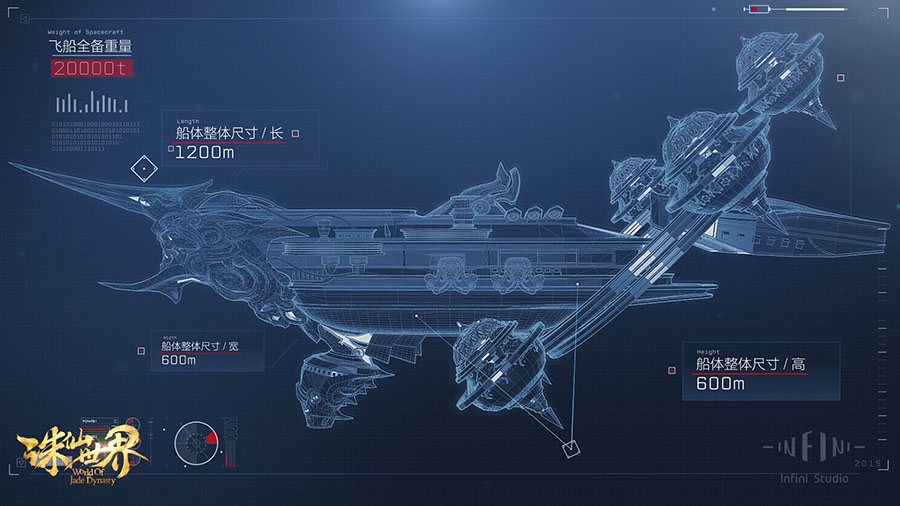 Weight of Spacecraft
飞船全备重量
20000t
Length
船体整体尺寸 / 长
1200m
Width
船体整体尺寸 / 宽
600m
Height
船体整体尺寸 / 高
600m
诛仙世界
World Of
Jade Dynasty
INFINI
2015
Infini Studio